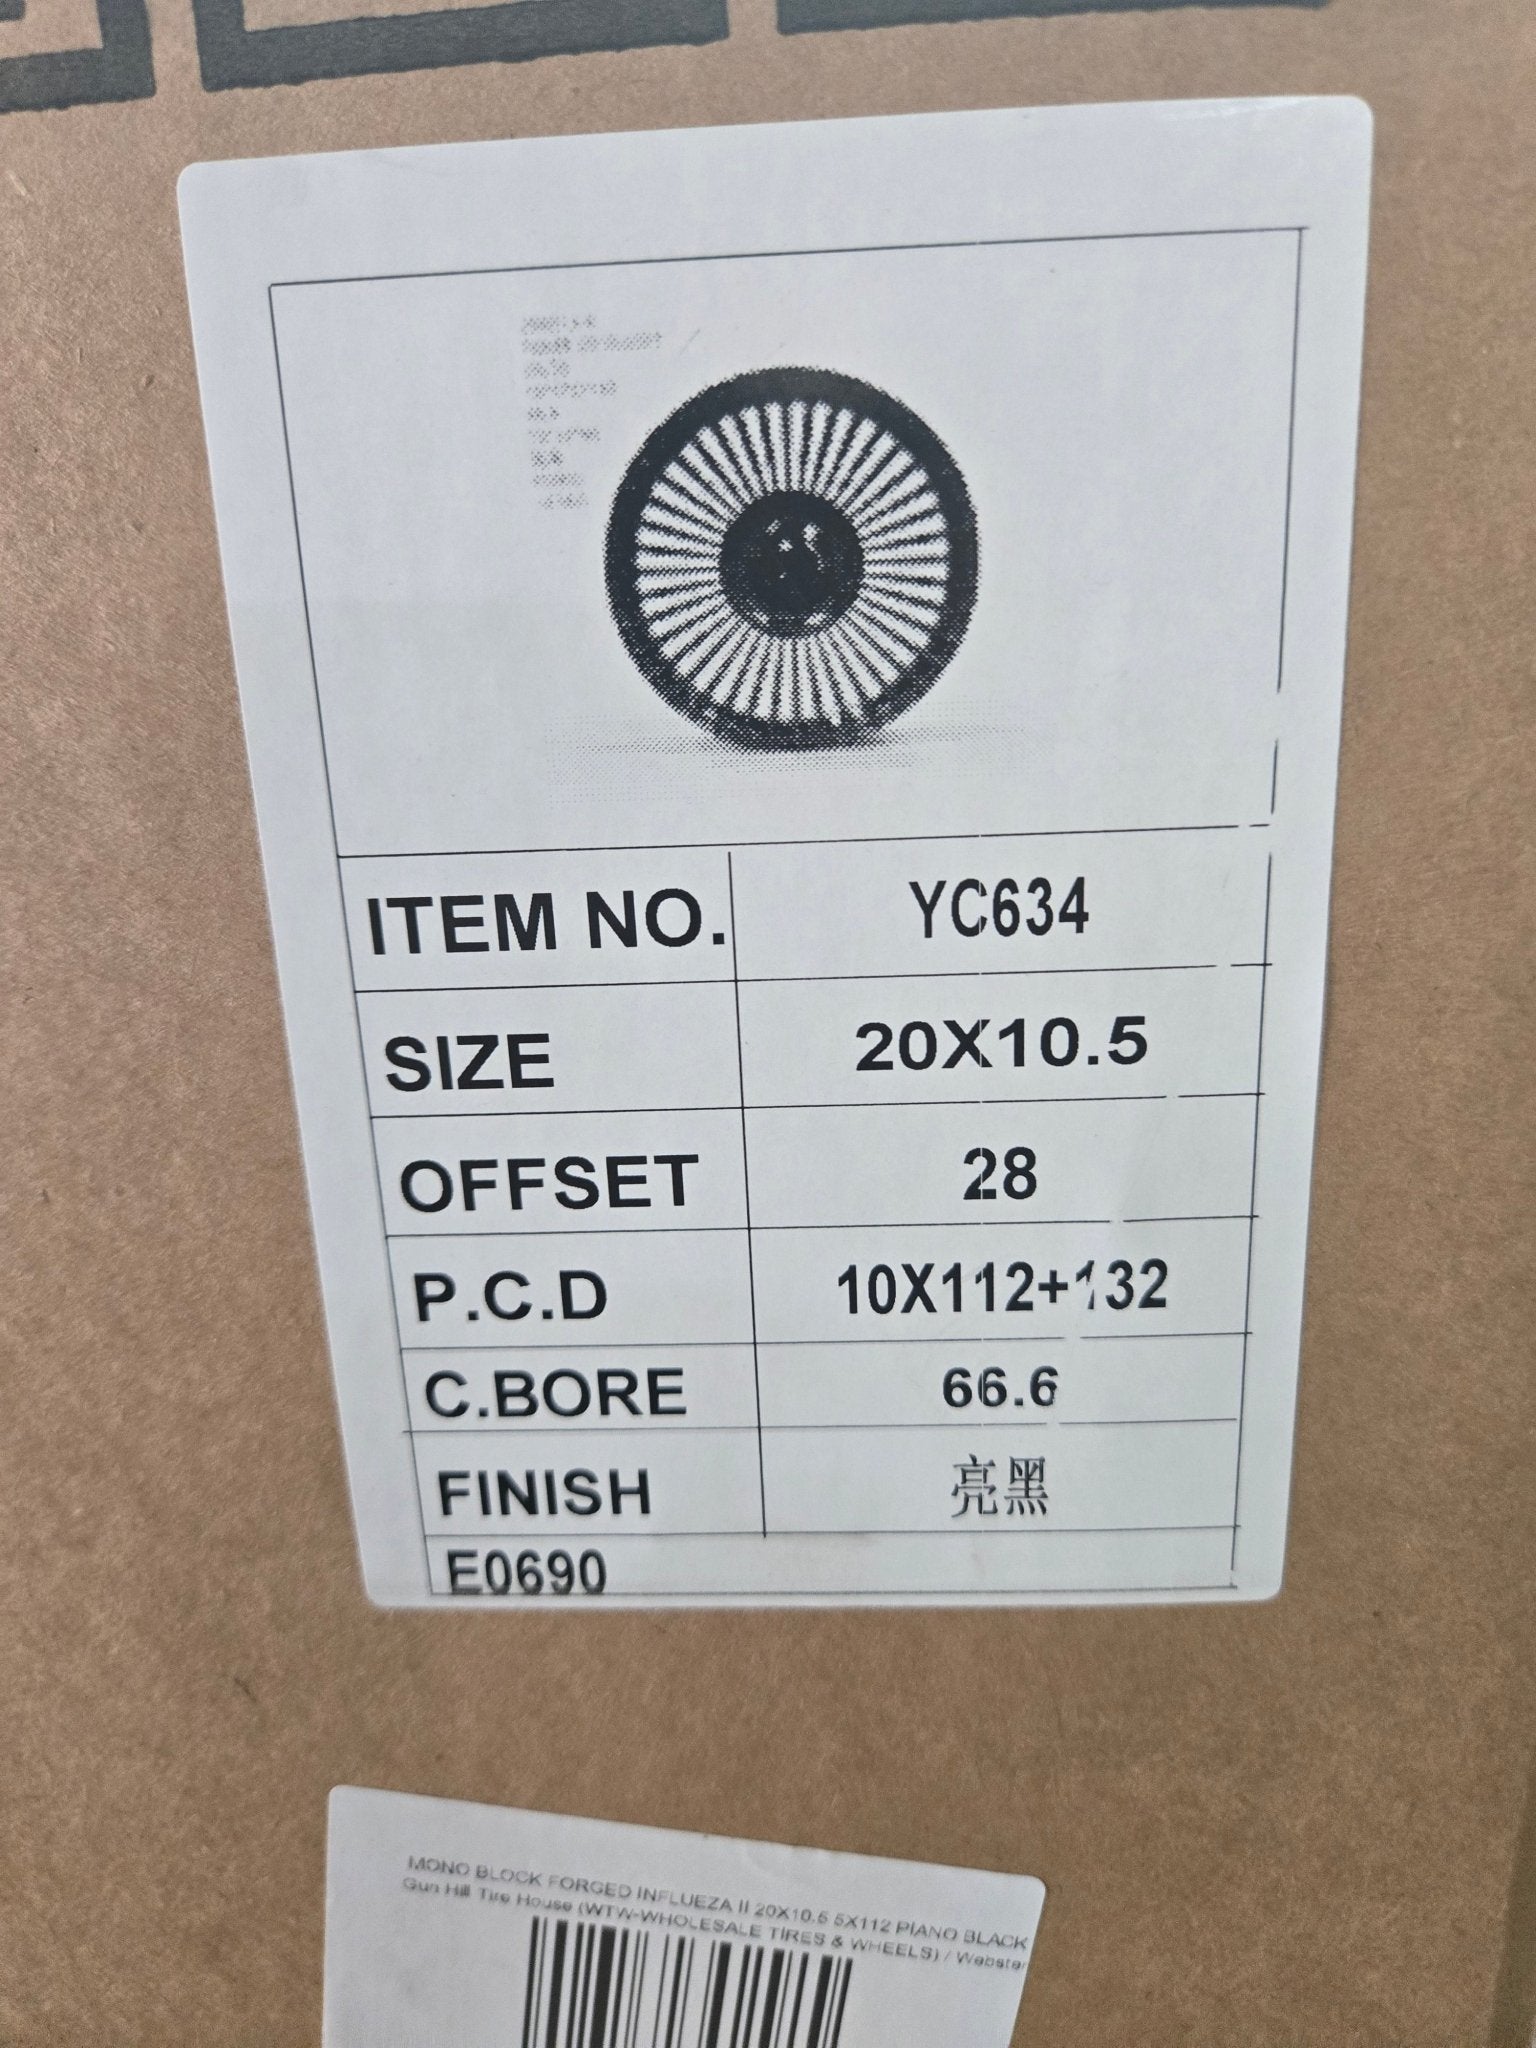 ITEM NO. YC634
SIZE 20X10.5
OFFSET 28
P.C.D 10X112+132
C.BORE 66.6
FINISH 亮黑
E0690
MONO BLOCK FORGED INFLUEZA II 20X10.5 5X112 PIANO BLACK
Gun Hill Tire House (WTW-WHOLESALE TIRES & WHEELS) / Webster